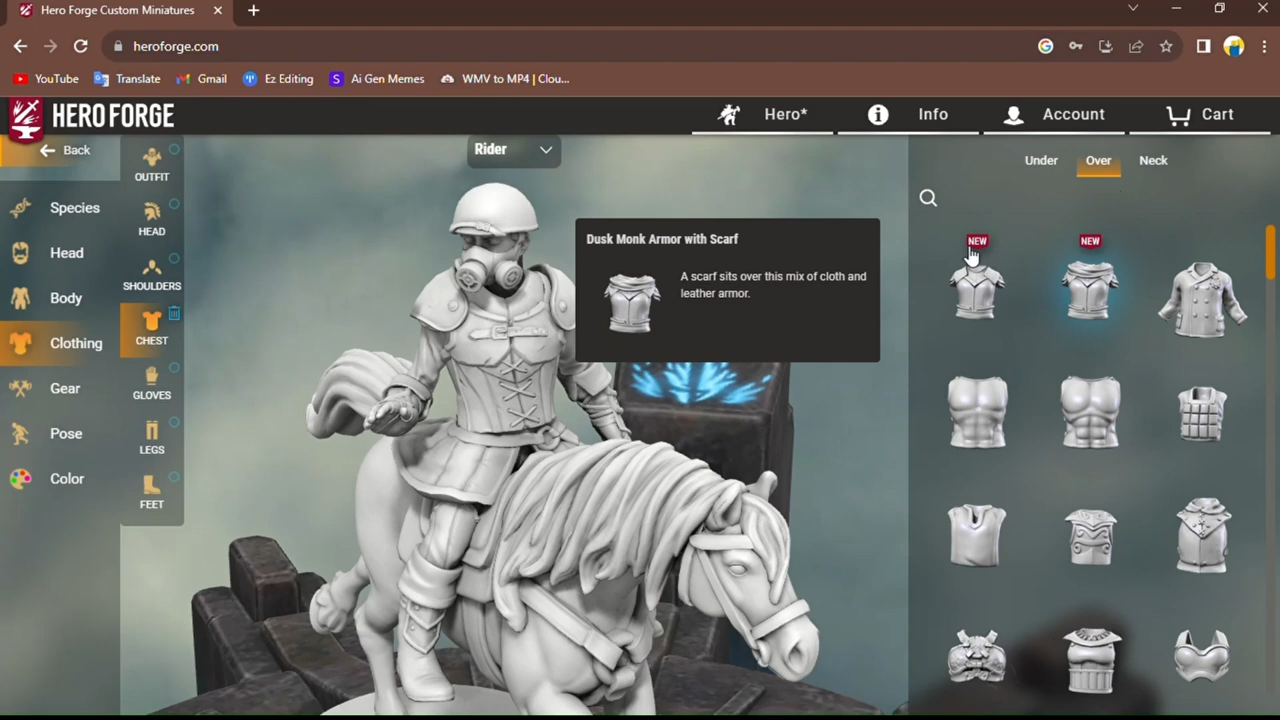 Hero Forge Custom Miniatures
heroforge.com
YouTube
Translate
Gmail
Ez Editing
Ai Gen Memes
WMV to MP4 | Clou...
HERO FORGE
Hero*
Info
Account
Cart
Back
Species
Head
Body
Clothing
Gear
Pose
Color
OUTFIT
HEAD
SHOULDERS
CHEST
GLOVES
LEGS
FEET
Rider
Dusk Monk Armor with Scarf
A scarf sits over this mix of cloth and
leather armor.
Under
Over
Neck
NEW
NEW